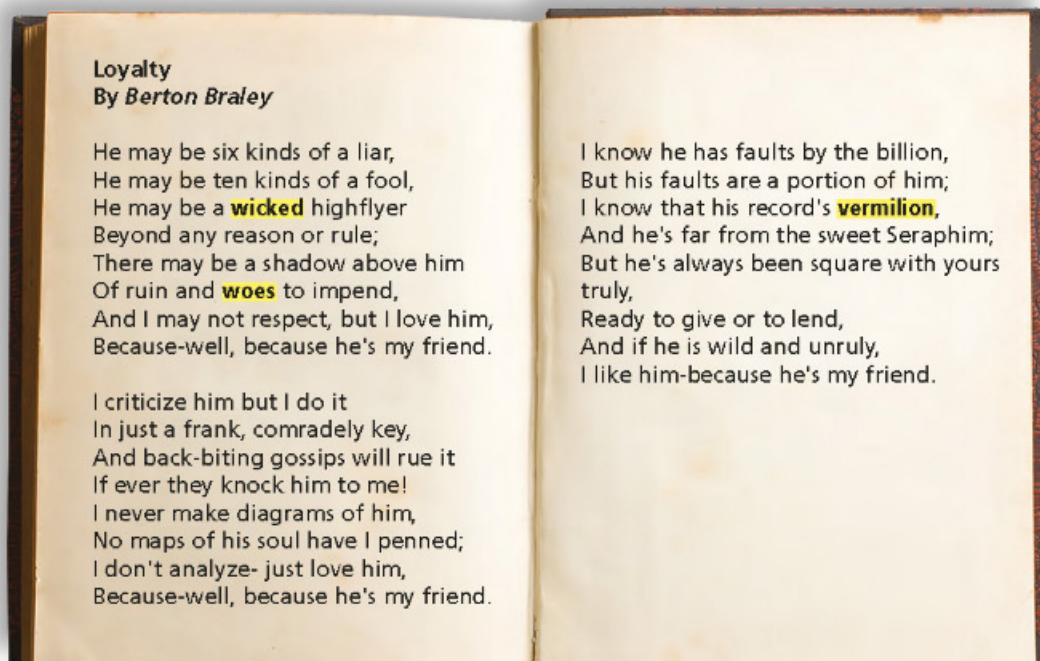 Loyalty
By Berton Braley
He may be six kinds of a liar,
He may be ten kinds of a fool,
He may be a wicked highflyer
Beyond any reason or rule;
There may be a shadow above him
Of ruin and woes to impend,
And I may not respect, but I love him,
Because-well, because he's my friend.
I criticize him but I do it
In just a frank, comradely key,
And back-biting gossips will rue it
If ever they knock him to me!
I never make diagrams of him,
No maps of his soul have I penned;
I don't analyze- just love him,
Because-well, because he's my friend.
I know he has faults by the billion,
But his faults are a portion of him;
I know that his record's vermilion,
And he's far from the sweet Seraphim;
But he's always been square with yours
truly,
Ready to give or to lend,
And if he is wild and unruly,
I like him-because he's my friend.